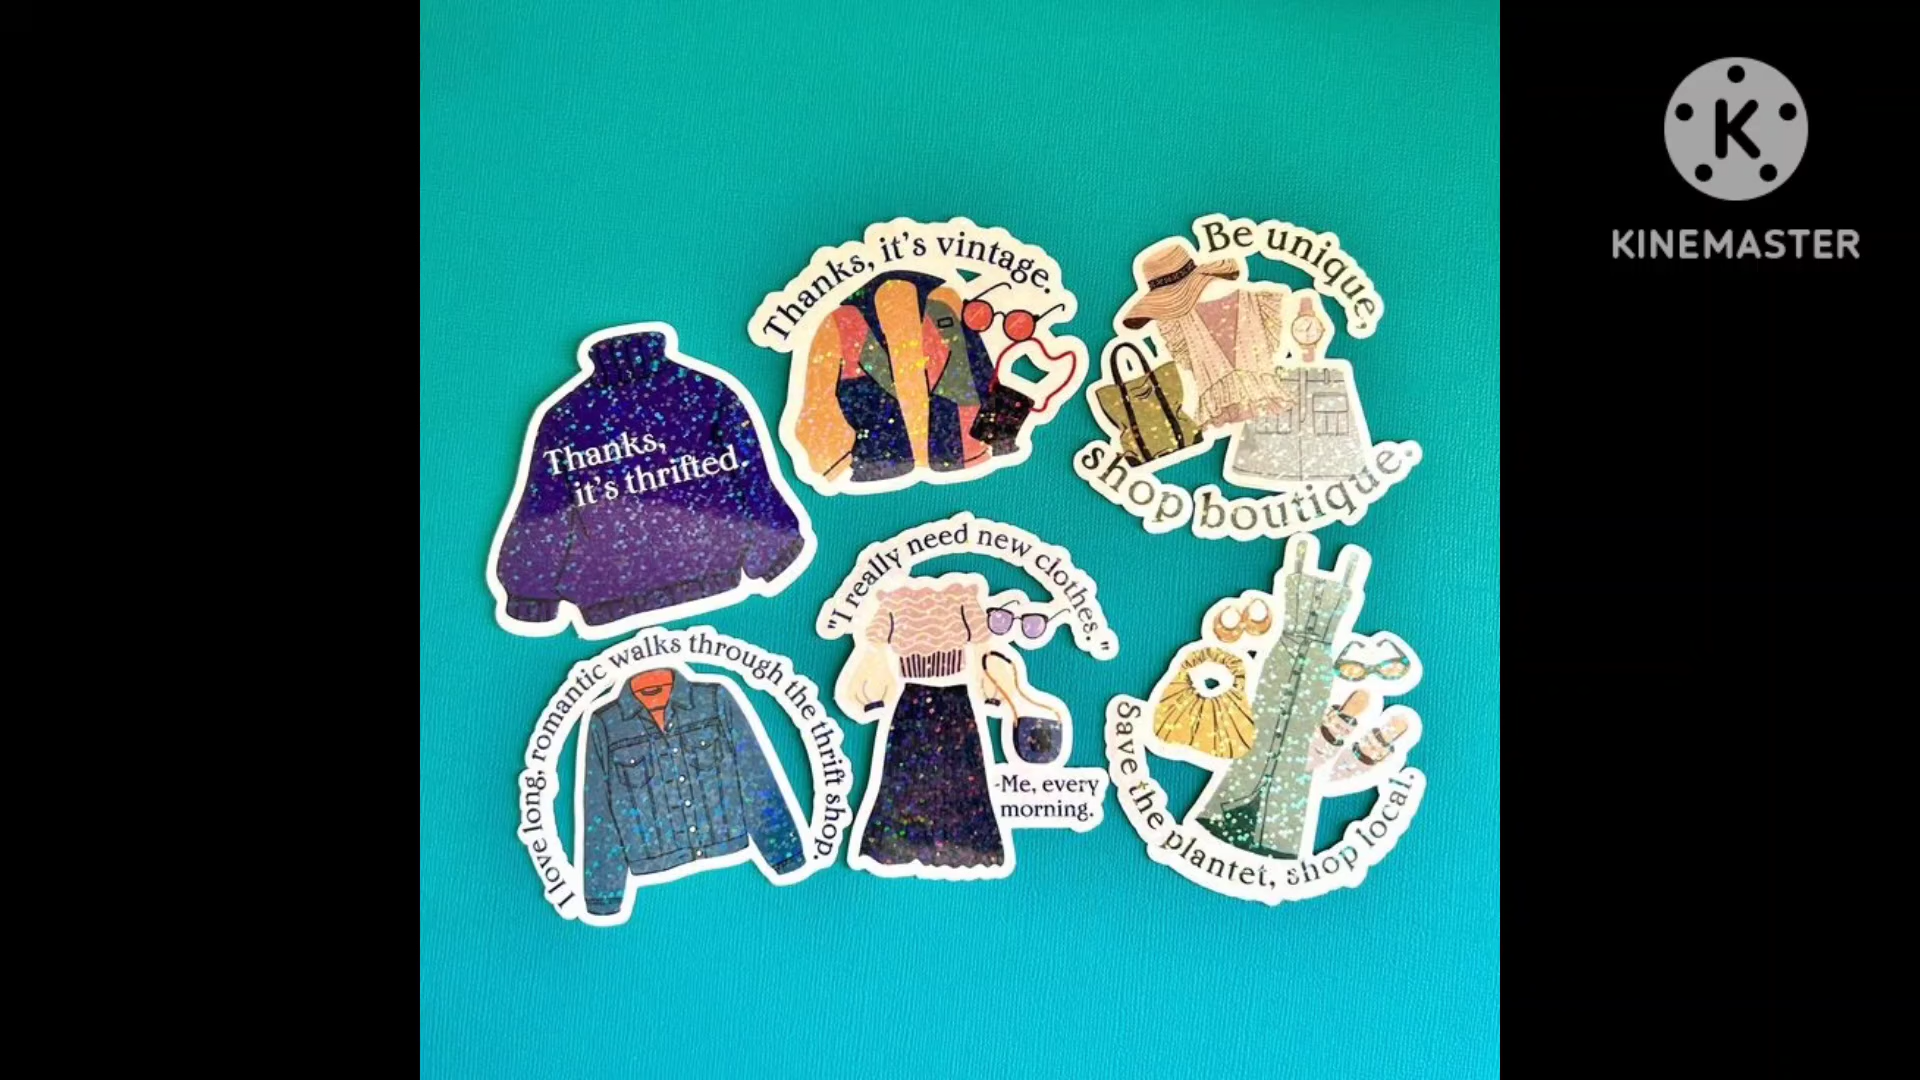 Thanks, it's vintage.
Be unique,
shop boutique.
Thanks,
it's thrifted.
"I really need new clothes."
-Me, every
morning.
I love long, romantic walks through the thrift shop.
Save the plantet, shop local.
K
KINEMASTER